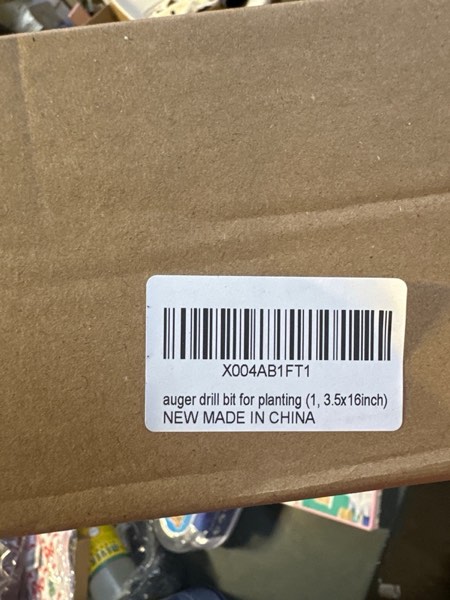 X004AB1FT1
auger drill bit for planting (1, 3.5x16inch)
NEW MADE IN CHINA